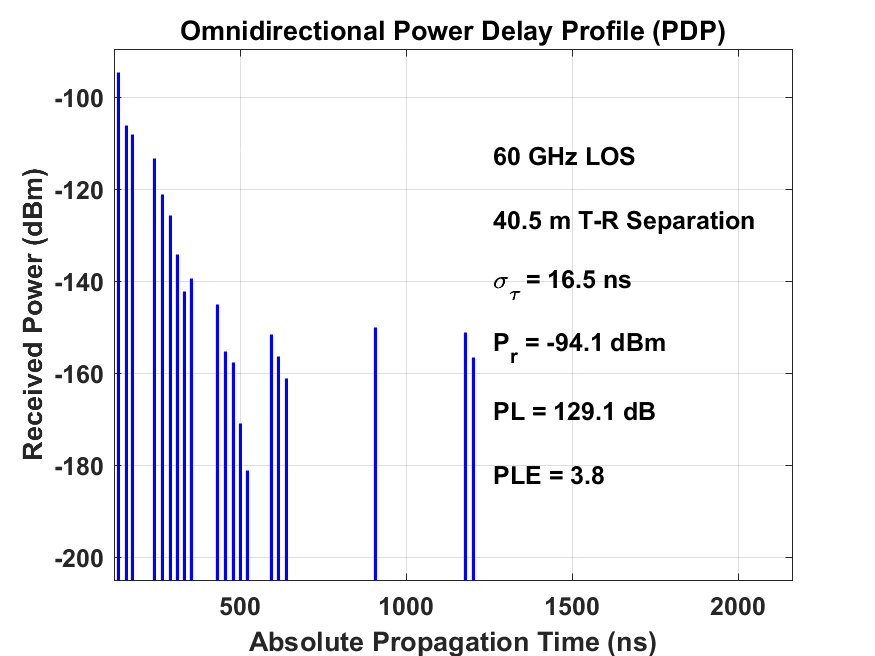 Omnidirectional Power Delay Profile (PDP)
Received Power (dBm)
-100
-120
-140
-160
-180
-200
60 GHz LOS
40.5 m T-R Separation
σ_τ = 16.5 ns
P_r = -94.1 dBm
PL = 129.1 dB
PLE = 3.8
500 1000 1500 2000
Absolute Propagation Time (ns)